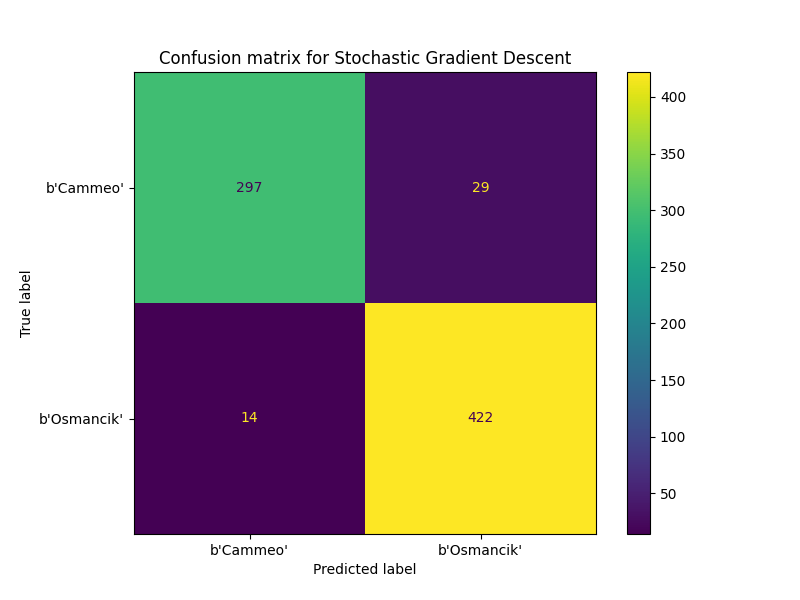 Confusion matrix for Stochastic Gradient Descent
True label
b'Cammeo'
297
29
b'Osmancik'
14
422
b'Cammeo'
b'Osmancik'
Predicted label
400
350
300
250
200
150
100
50